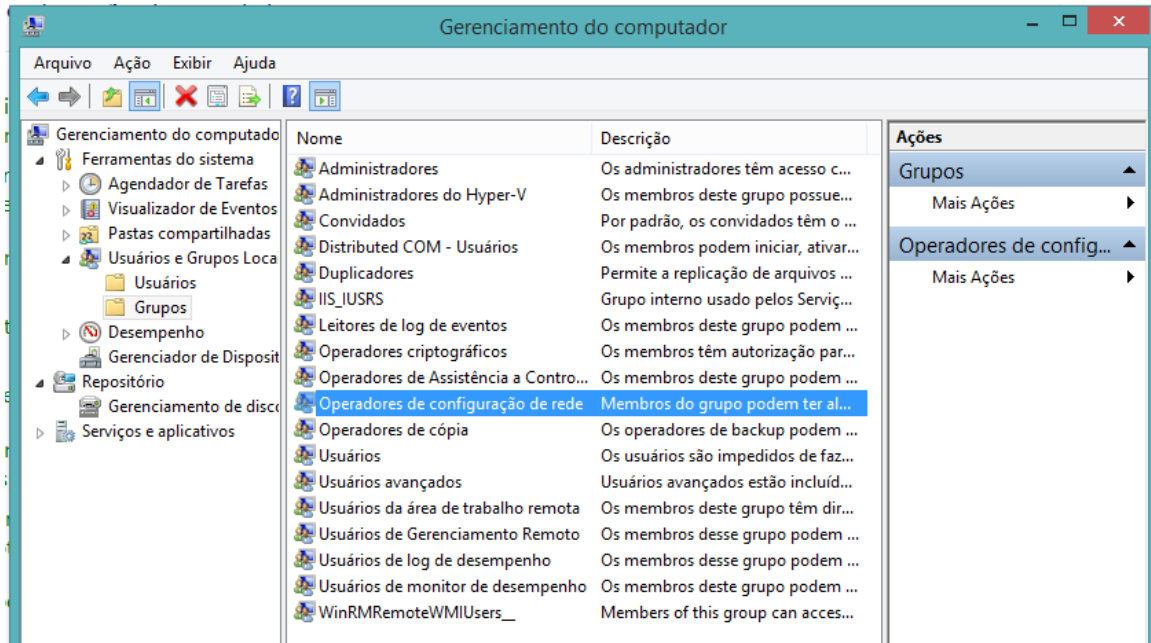 Gerenciamento do computador
Arquivo Ação Exibir Ajuda
Gerenciamento do computado
Ferramentas do sistema
Agendador de Tarefas
Visualizador de Eventos
Pastas compartilhadas
Usuários e Grupos Loca
Usuários
Grupos
Desempenho
Gerenciador de Disposit
Repositório
Gerenciamento de disco
Serviços e aplicativos
Nome Descrição
Administradores Os administradores têm acesso c...
Administradores do Hyper-V Os membros deste grupo possue...
Convidados Por padrão, os convidados têm o ...
Distributed COM - Usuários Os membros podem iniciar, ativar...
Duplicadores Permite a replicação de arquivos ...
IIS_IUSRS Grupo interno usado pelos Serviç...
Leitores de log de eventos Os membros deste grupo podem ...
Operadores criptográficos Os membros têm autorização par...
Operadores de Assistência a Contro... Os membros deste grupo podem ...
Operadores de configuração de rede Membros do grupo podem ter al...
Operadores de cópia Os operadores de backup podem ...
Usuários Os usuários são impedidos de faz...
Usuários avançados Usuários avançados estão incluíd...
Usuários da área de trabalho remota Os membros deste grupo têm dir...
Usuários de Gerenciamento Remoto Os membros desse grupo podem ...
Usuários de log de desempenho Os membros deste grupo podem ...
Usuários de monitor de desempenho Os membros deste grupo podem ...
WinRMRemoteWMIUsers__ Members of this group can acces...
Ações
Grupos
Mais Ações
Operadores de config...
Mais Ações